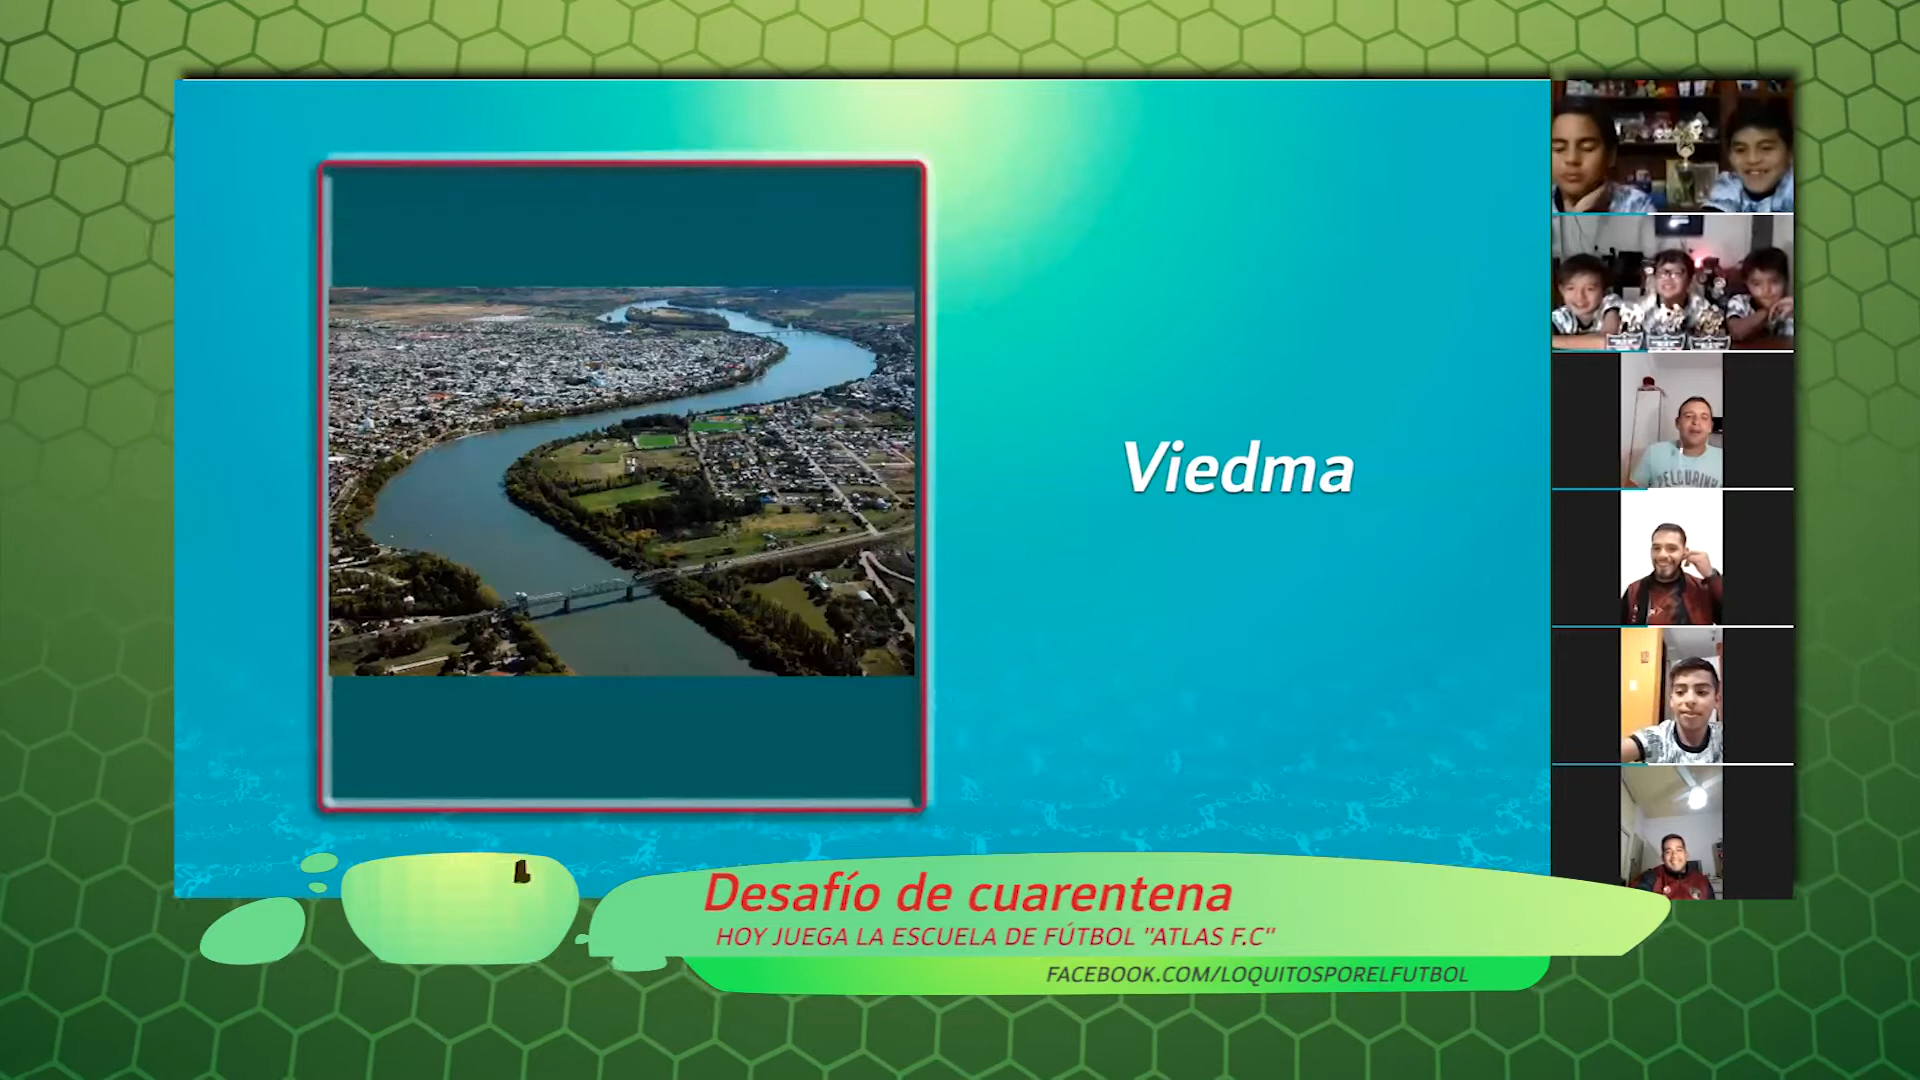 Viedma
Desafío de cuarentena
HOY JUEGA LA ESCUELA DE FÚTBOL "ATLAS F.C"
FACEBOOK.COM/LOQUITOSPORELFUTBOL